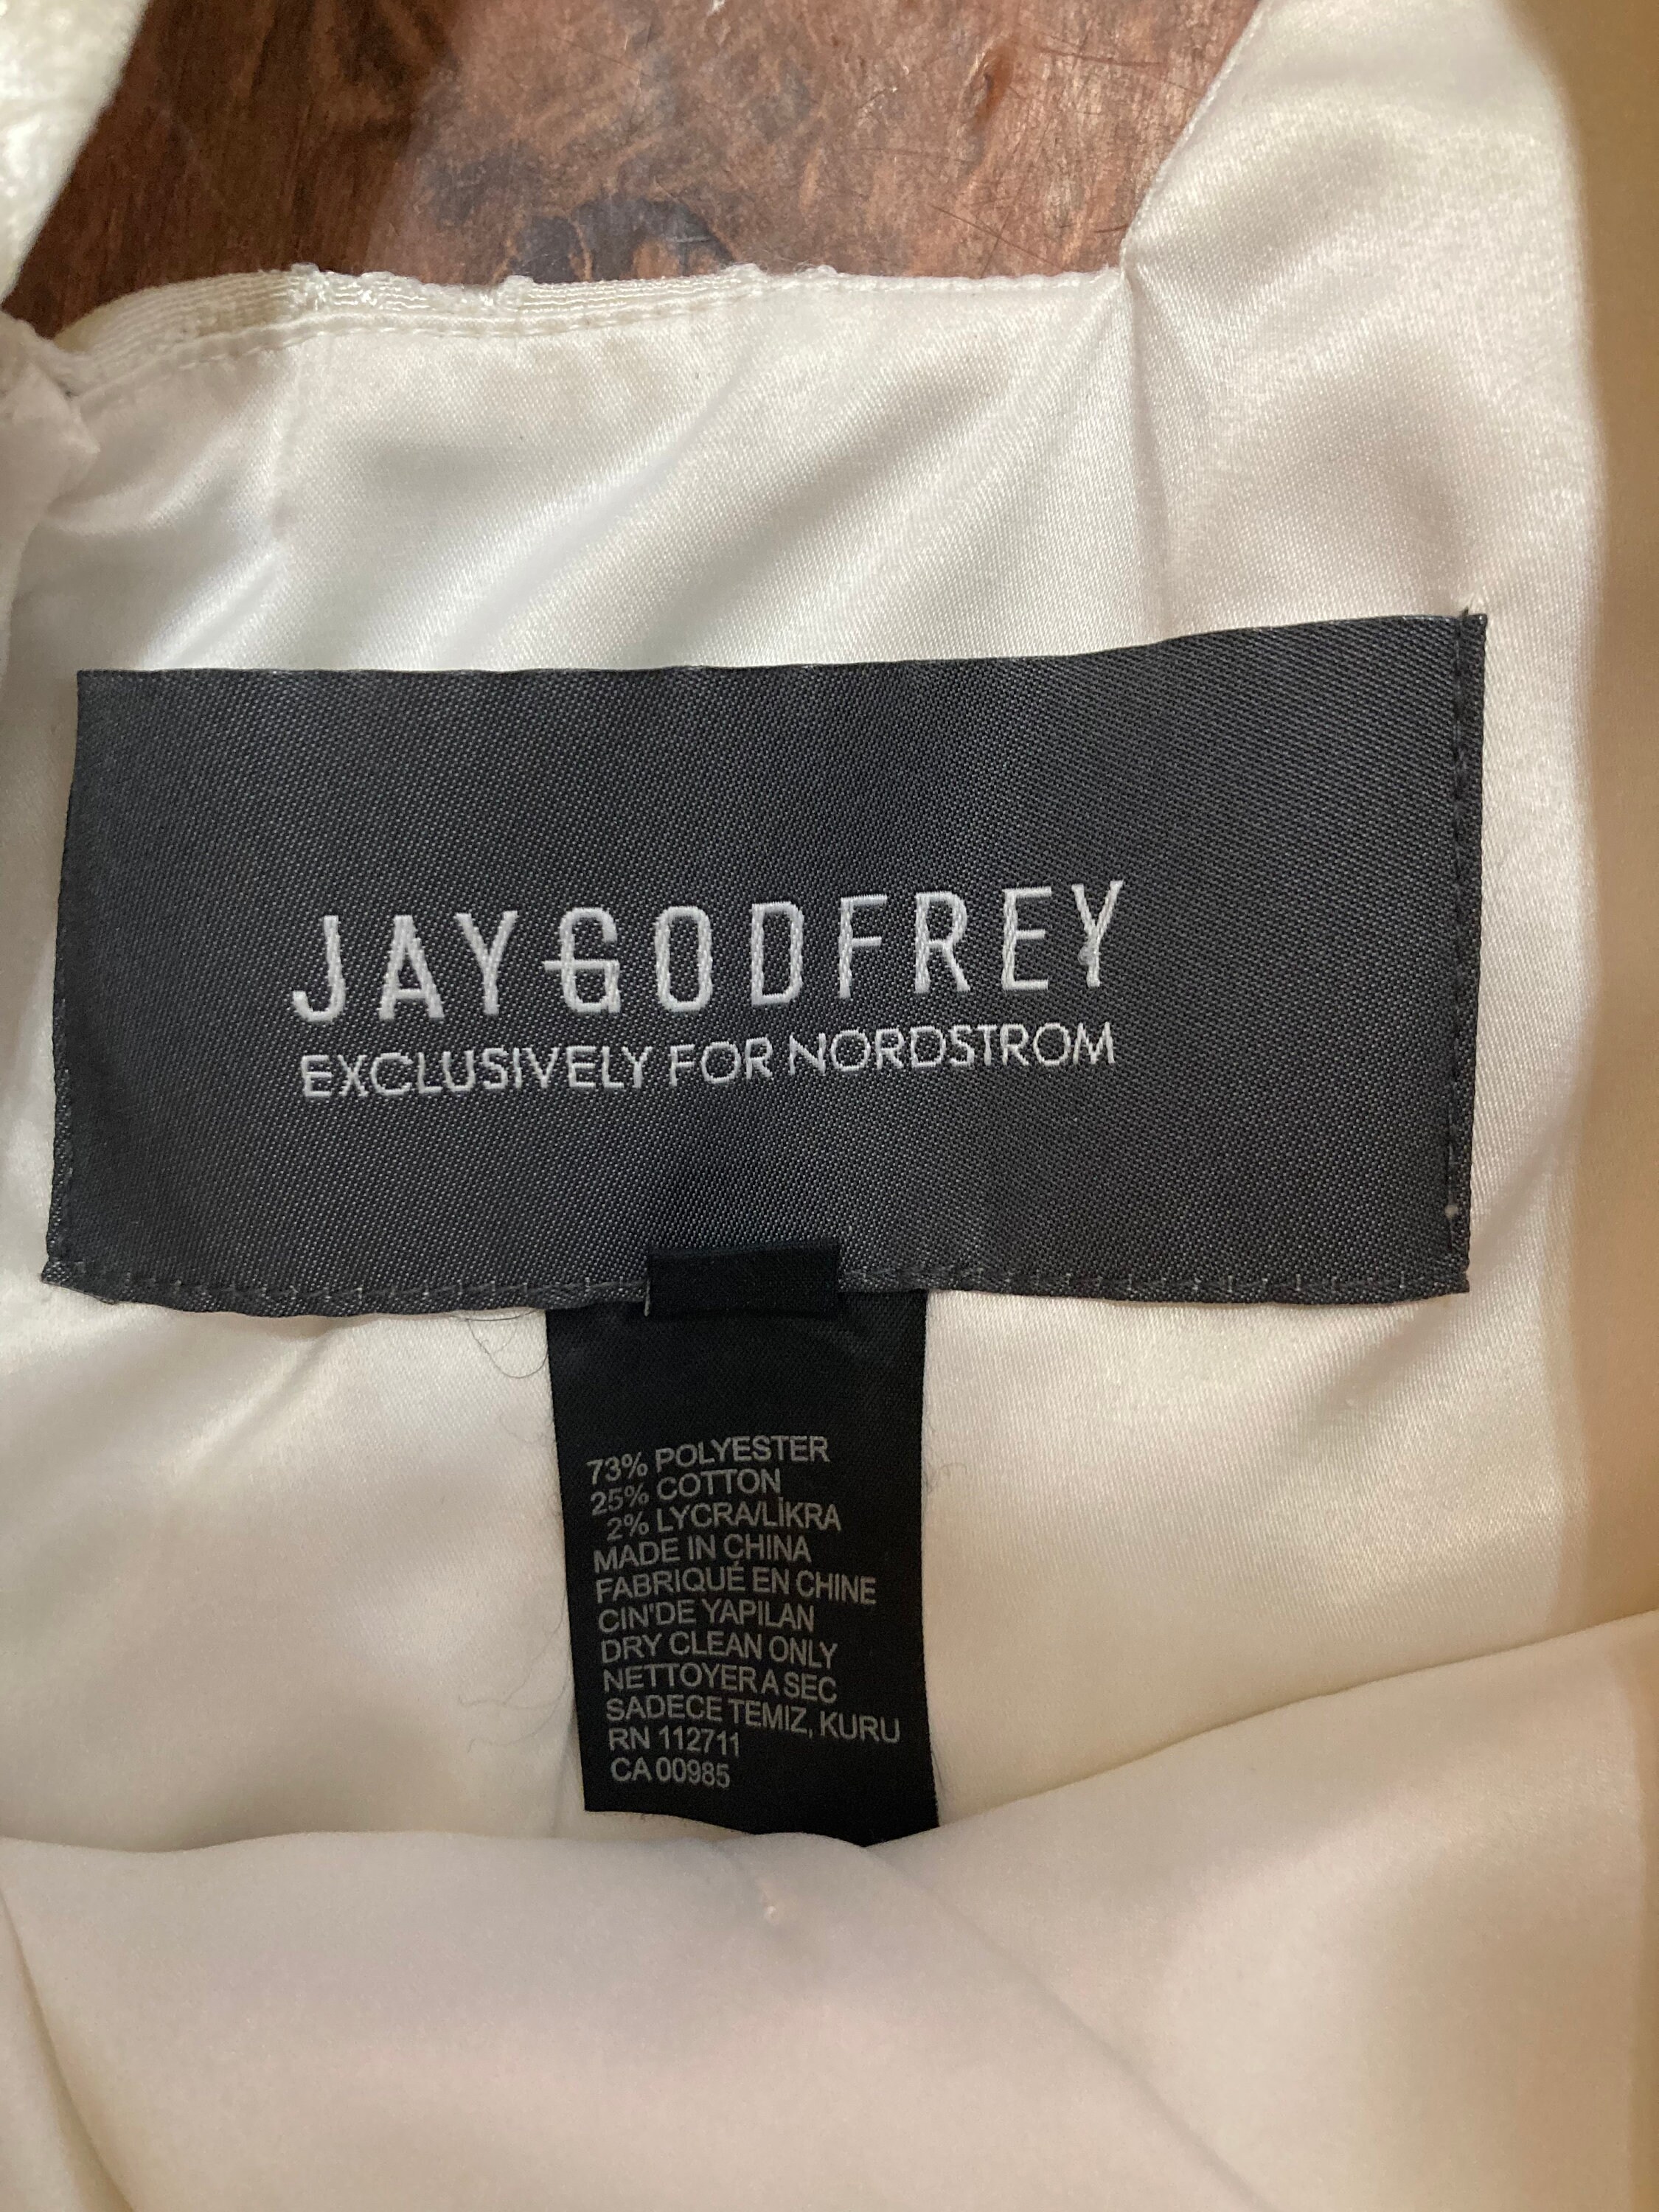 JAYGODFREY
EXCLUSIVELY FOR NORDSTROM
73% POLYESTER
25% COTTON
2% LYCRA/LİKRA
MADE IN CHINA
FABRIQUÉ EN CHINE
CIN'DE YAPILAN
DRY CLEAN ONLY
NETTOYER A SEC
SADECE TEMIZ, KURU
RN 112711
CA 00985